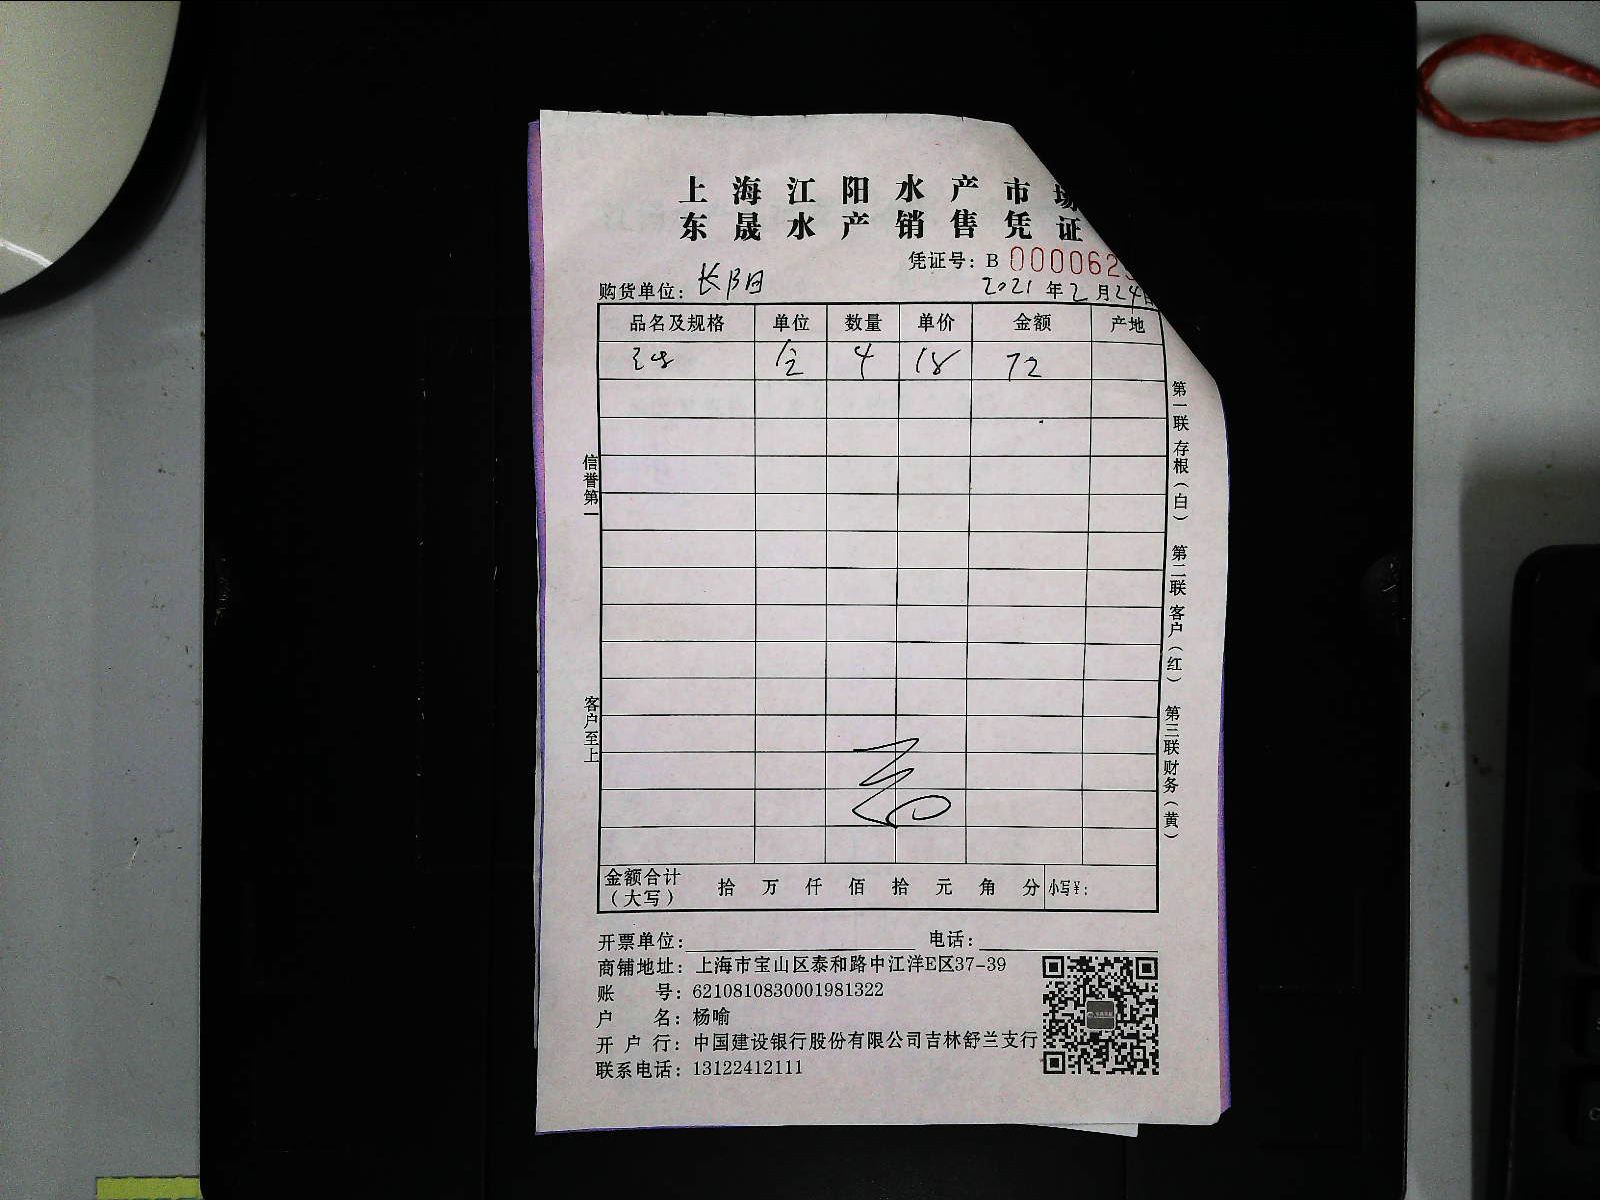 上海江阳水产市场
东晟水产销售凭证
凭证号：B 000062
购货单位：长阳 2021年2月24日
品名及规格 单位 数量 单价 金额 产地
4 18 72
信誉第一
客户至上
第一联 存根（白） 第二联 客户（红） 第三联 财务（黄）
金额合计（大写） 拾 万 仟 佰 拾 元 角 分 小写￥：
开票单位： 电话：
商铺地址：上海市宝山区泰和路中江洋E区37-39
账 号：6210810830001981322
户 名：杨喻
开 户 行：中国建设银行股份有限公司吉林舒兰支行
联系电话：13122412111